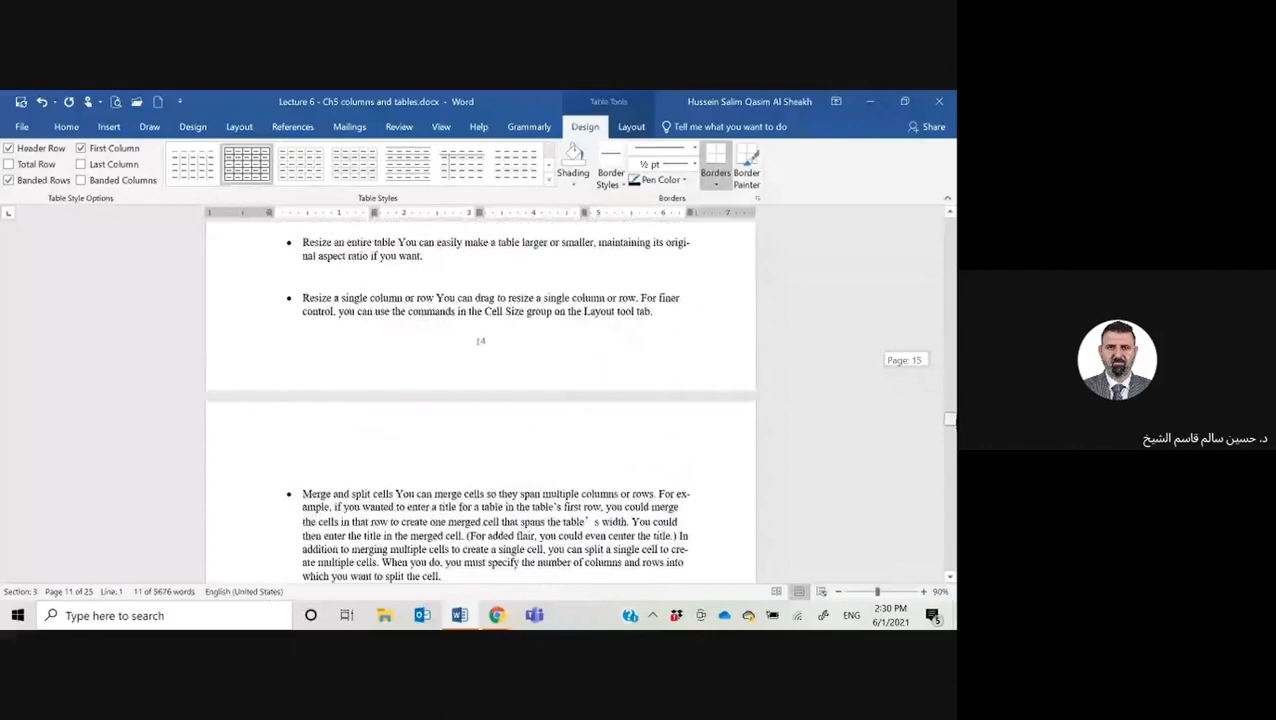 Lecture 6 - Ch5 columns and tables.docx - Word
Table Tools
Hussein Salim Qasim Al Sheakh
File Home Insert Draw Design Layout References Mailings Review View Help Grammarly Design Layout Tell me what you want to do Share
Header Row First Column
Total Row Last Column
Banded Rows Banded Columns
Table Style Options
Table Styles
Shading
Border Styles
½ pt
Pen Color
Borders
Border Painter
Borders
1 1 2 3 4 5 6 7
• Resize an entire table You can easily make a table larger or smaller, maintaining its origi-
nal aspect ratio if you want.
• Resize a single column or row You can drag to resize a single column or row. For finer
control, you can use the commands in the Cell Size group on the Layout tool tab.
14
Page: 15
• Merge and split cells You can merge cells so they span multiple columns or rows. For ex-
ample, if you wanted to enter a title for a table in the table's first row, you could merge
the cells in that row to create one merged cell that spans the table' s width. You could
then enter the title in the merged cell. (For added flair, you could even center the title.) In
addition to merging multiple cells to create a single cell, you can split a single cell to cre-
ate multiple cells. When you do, you must specify the number of columns and rows into
which you want to split the cell.
د. حسين سالم قاسم الشيخ
Section: 3 Page 11 of 25 Line: 1 11 of 5676 words English (United States) 90%
Type here to search
ENG
2:30 PM
6/1/2021
5